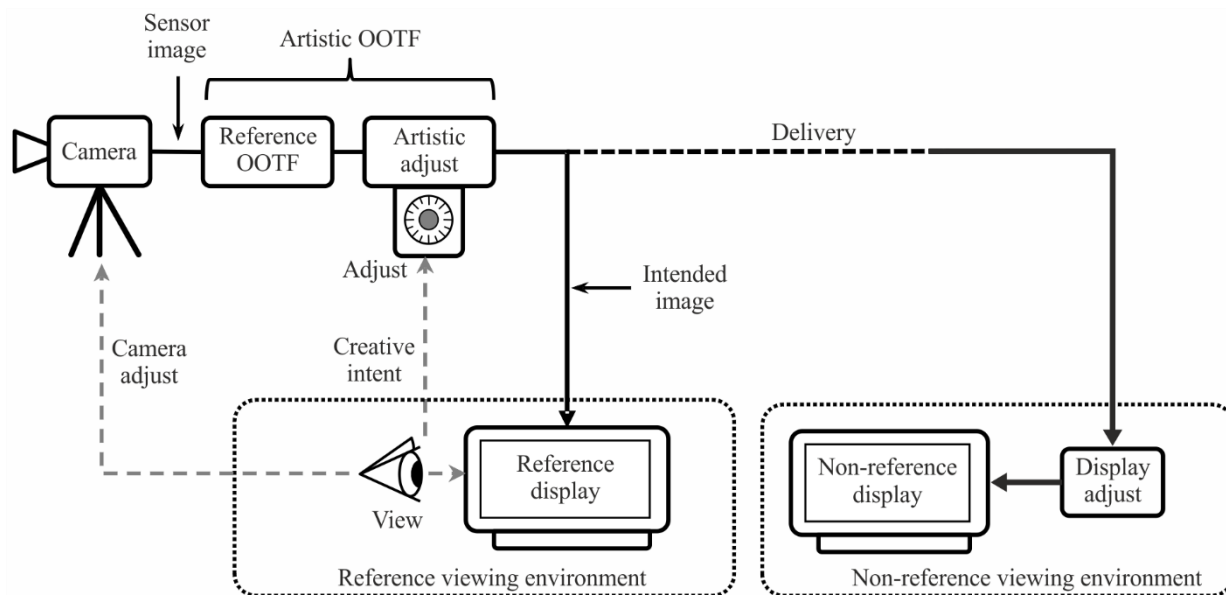 Sensor
image
Artistic OOTF
Camera
Reference
OOTF
Artistic
adjust
Delivery
Adjust
Intended
image
Camera
adjust
Creative
intent
Reference
display
View
Non-reference
display
Display
adjust
Reference viewing environment
Non-reference viewing environment